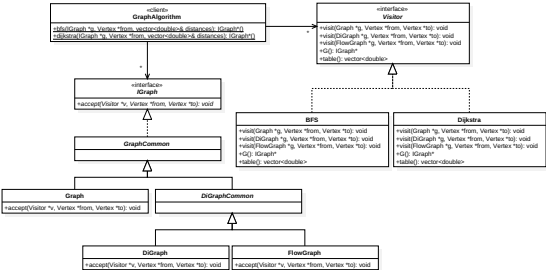 «client»
GraphAlgorithm
+bfs(IGraph *g, Vertex *from, vector<double>& distances): IGraph*()
+dijkstra(IGraph *g, Vertex *from, vector<double>& distances): IGraph*()
*
«interface»
Visitor
+visit(Graph *g, Vertex *from, Vertex *to): void
+visit(DiGraph *g, Vertex *from, Vertex *to): void
+visit(FlowGraph *g, Vertex *from, Vertex *to): void
+G(): IGraph*
+table(): vector<double>
*
«interface»
IGraph
+accept(Visitor *v, Vertex *from, Vertex *to): void
GraphCommon
BFS
+visit(Graph *g, Vertex *from, Vertex *to): void
+visit(DiGraph *g, Vertex *from, Vertex *to): void
+visit(FlowGraph *g, Vertex *from, Vertex *to): void
+G(): IGraph*
+table(): vector<double>
Dijkstra
+visit(Graph *g, Vertex *from, Vertex *to): void
+visit(DiGraph *g, Vertex *from, Vertex *to): void
+visit(FlowGraph *g, Vertex *from, Vertex *to): void
+G(): IGraph*
+table(): vector<double>
Graph
+accept(Visitor *v, Vertex *from, Vertex *to): void
DiGraphCommon
DiGraph
+accept(Visitor *v, Vertex *from, Vertex *to): void
FlowGraph
+accept(Visitor *v, Vertex *from, Vertex *to): void